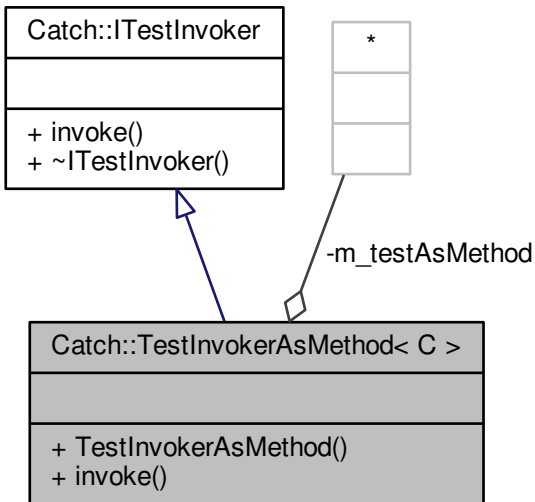 Catch::ITestInvoker
+ invoke()
+ ~ITestInvoker()
*
-m_testAsMethod
Catch::TestInvokerAsMethod< C >
+ TestInvokerAsMethod()
+ invoke()